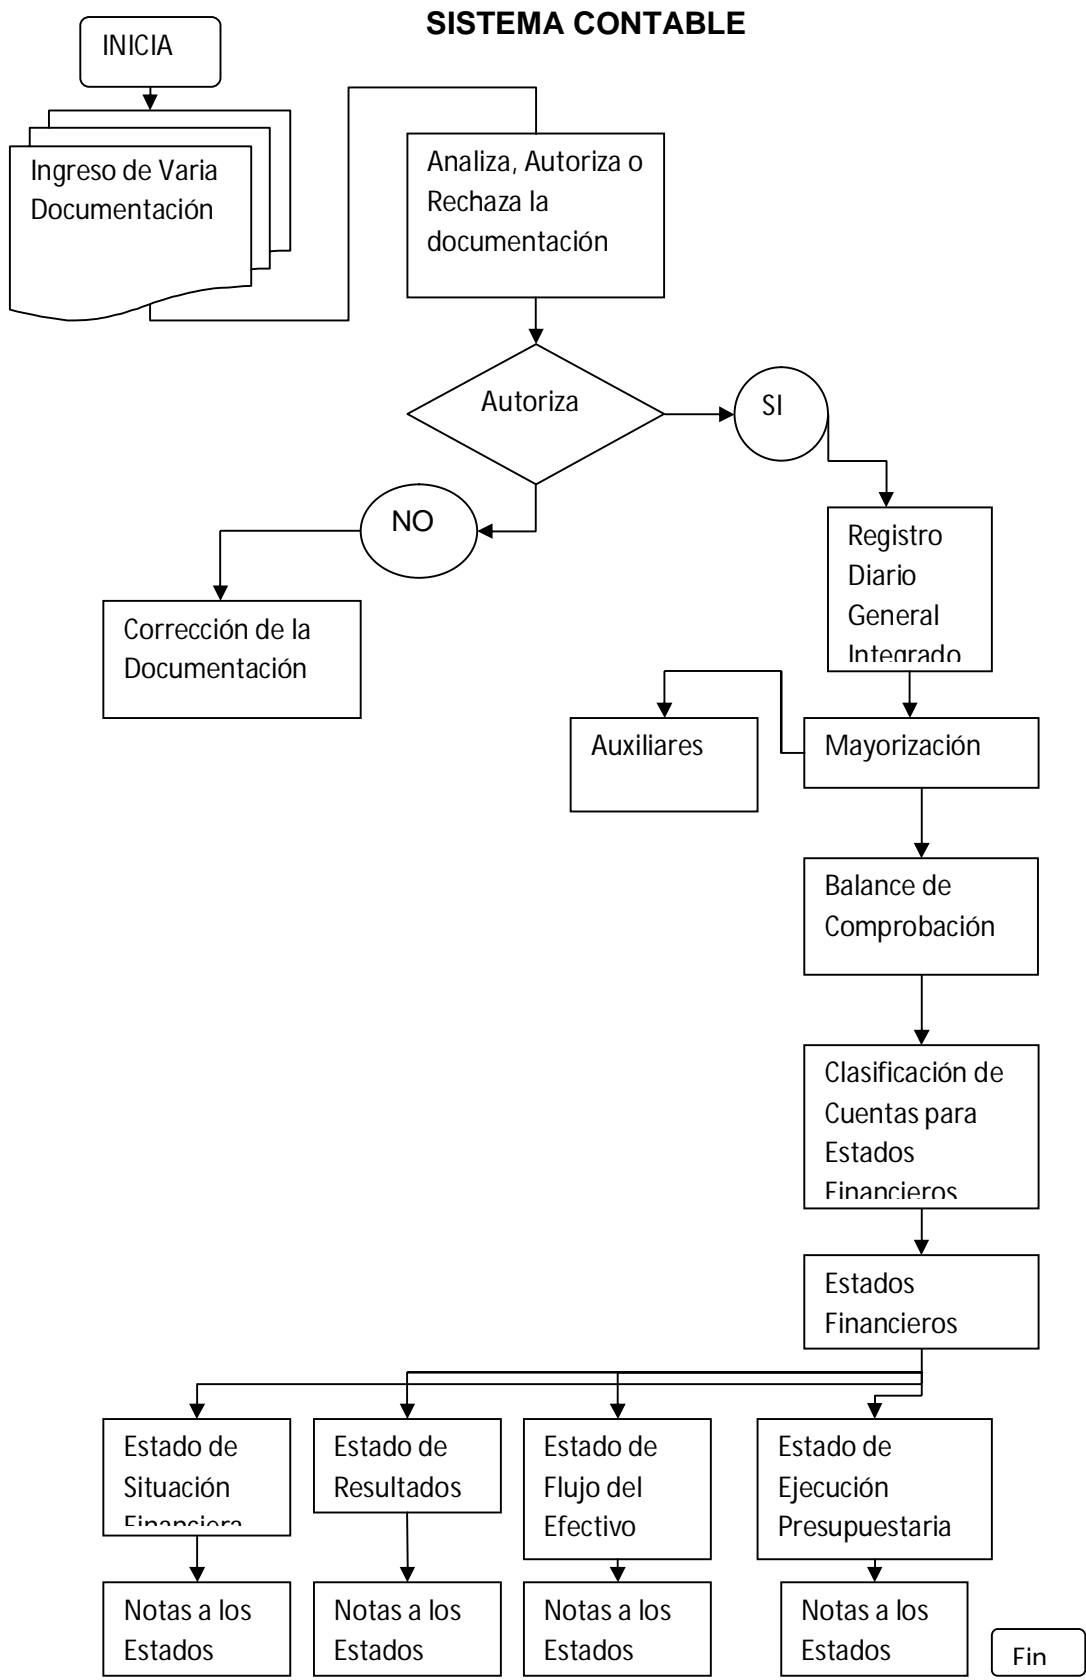 SISTEMA CONTABLE
INICIA
Ingreso de Varia
Documentación
Analiza, Autoriza o
Rechaza la
documentación
Autoriza
SI
NO
Registro
Diario
General
Integrado
Corrección de la
Documentación
Auxiliares
Mayorización
Balance de
Comprobación
Clasificación de
Cuentas para
Estados
Financieros
Estados
Financieros
Estado de
Situación
Financiera
Estado de
Resultados
Estado de
Flujo del
Efectivo
Estado de
Ejecución
Presupuestaria
Notas a los
Estados
Notas a los
Estados
Notas a los
Estados
Notas a los
Estados
Fin